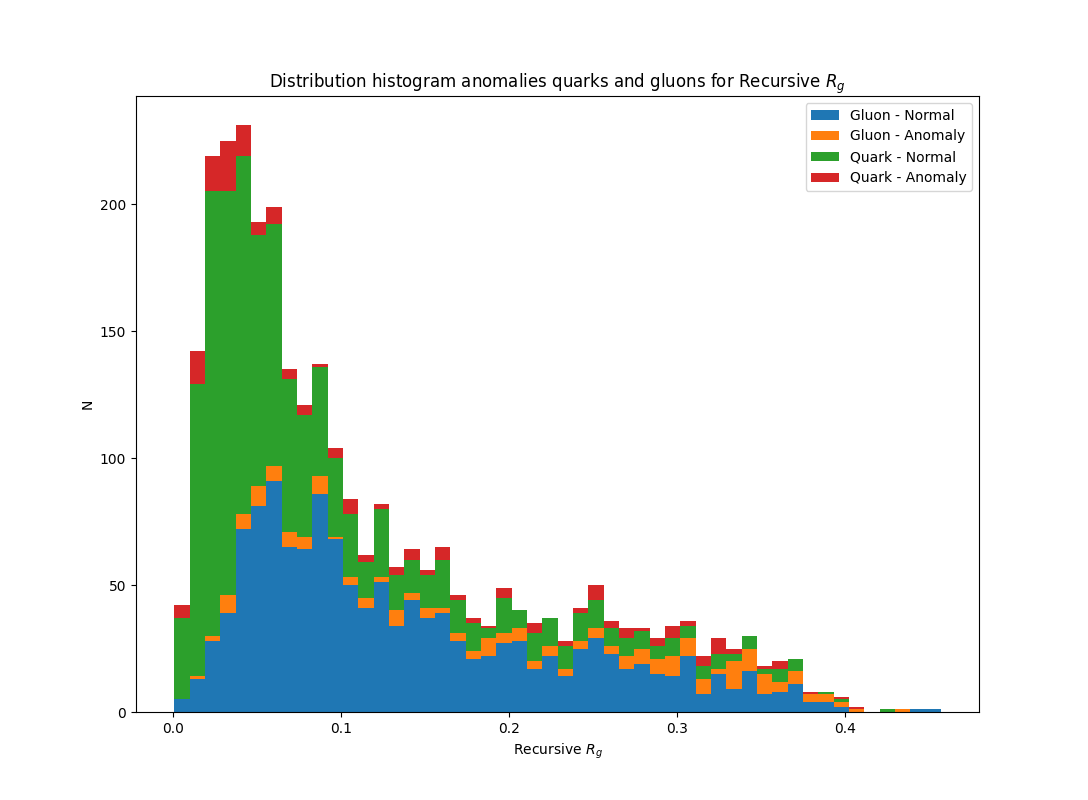 Distribution histogram anomalies quarks and gluons for Recursive $R_g$
Gluon - Normal
Gluon - Anomaly
Quark - Normal
Quark - Anomaly
N
200
150
100
50
0
0.0 0.1 0.2 0.3 0.4
Recursive $R_g$